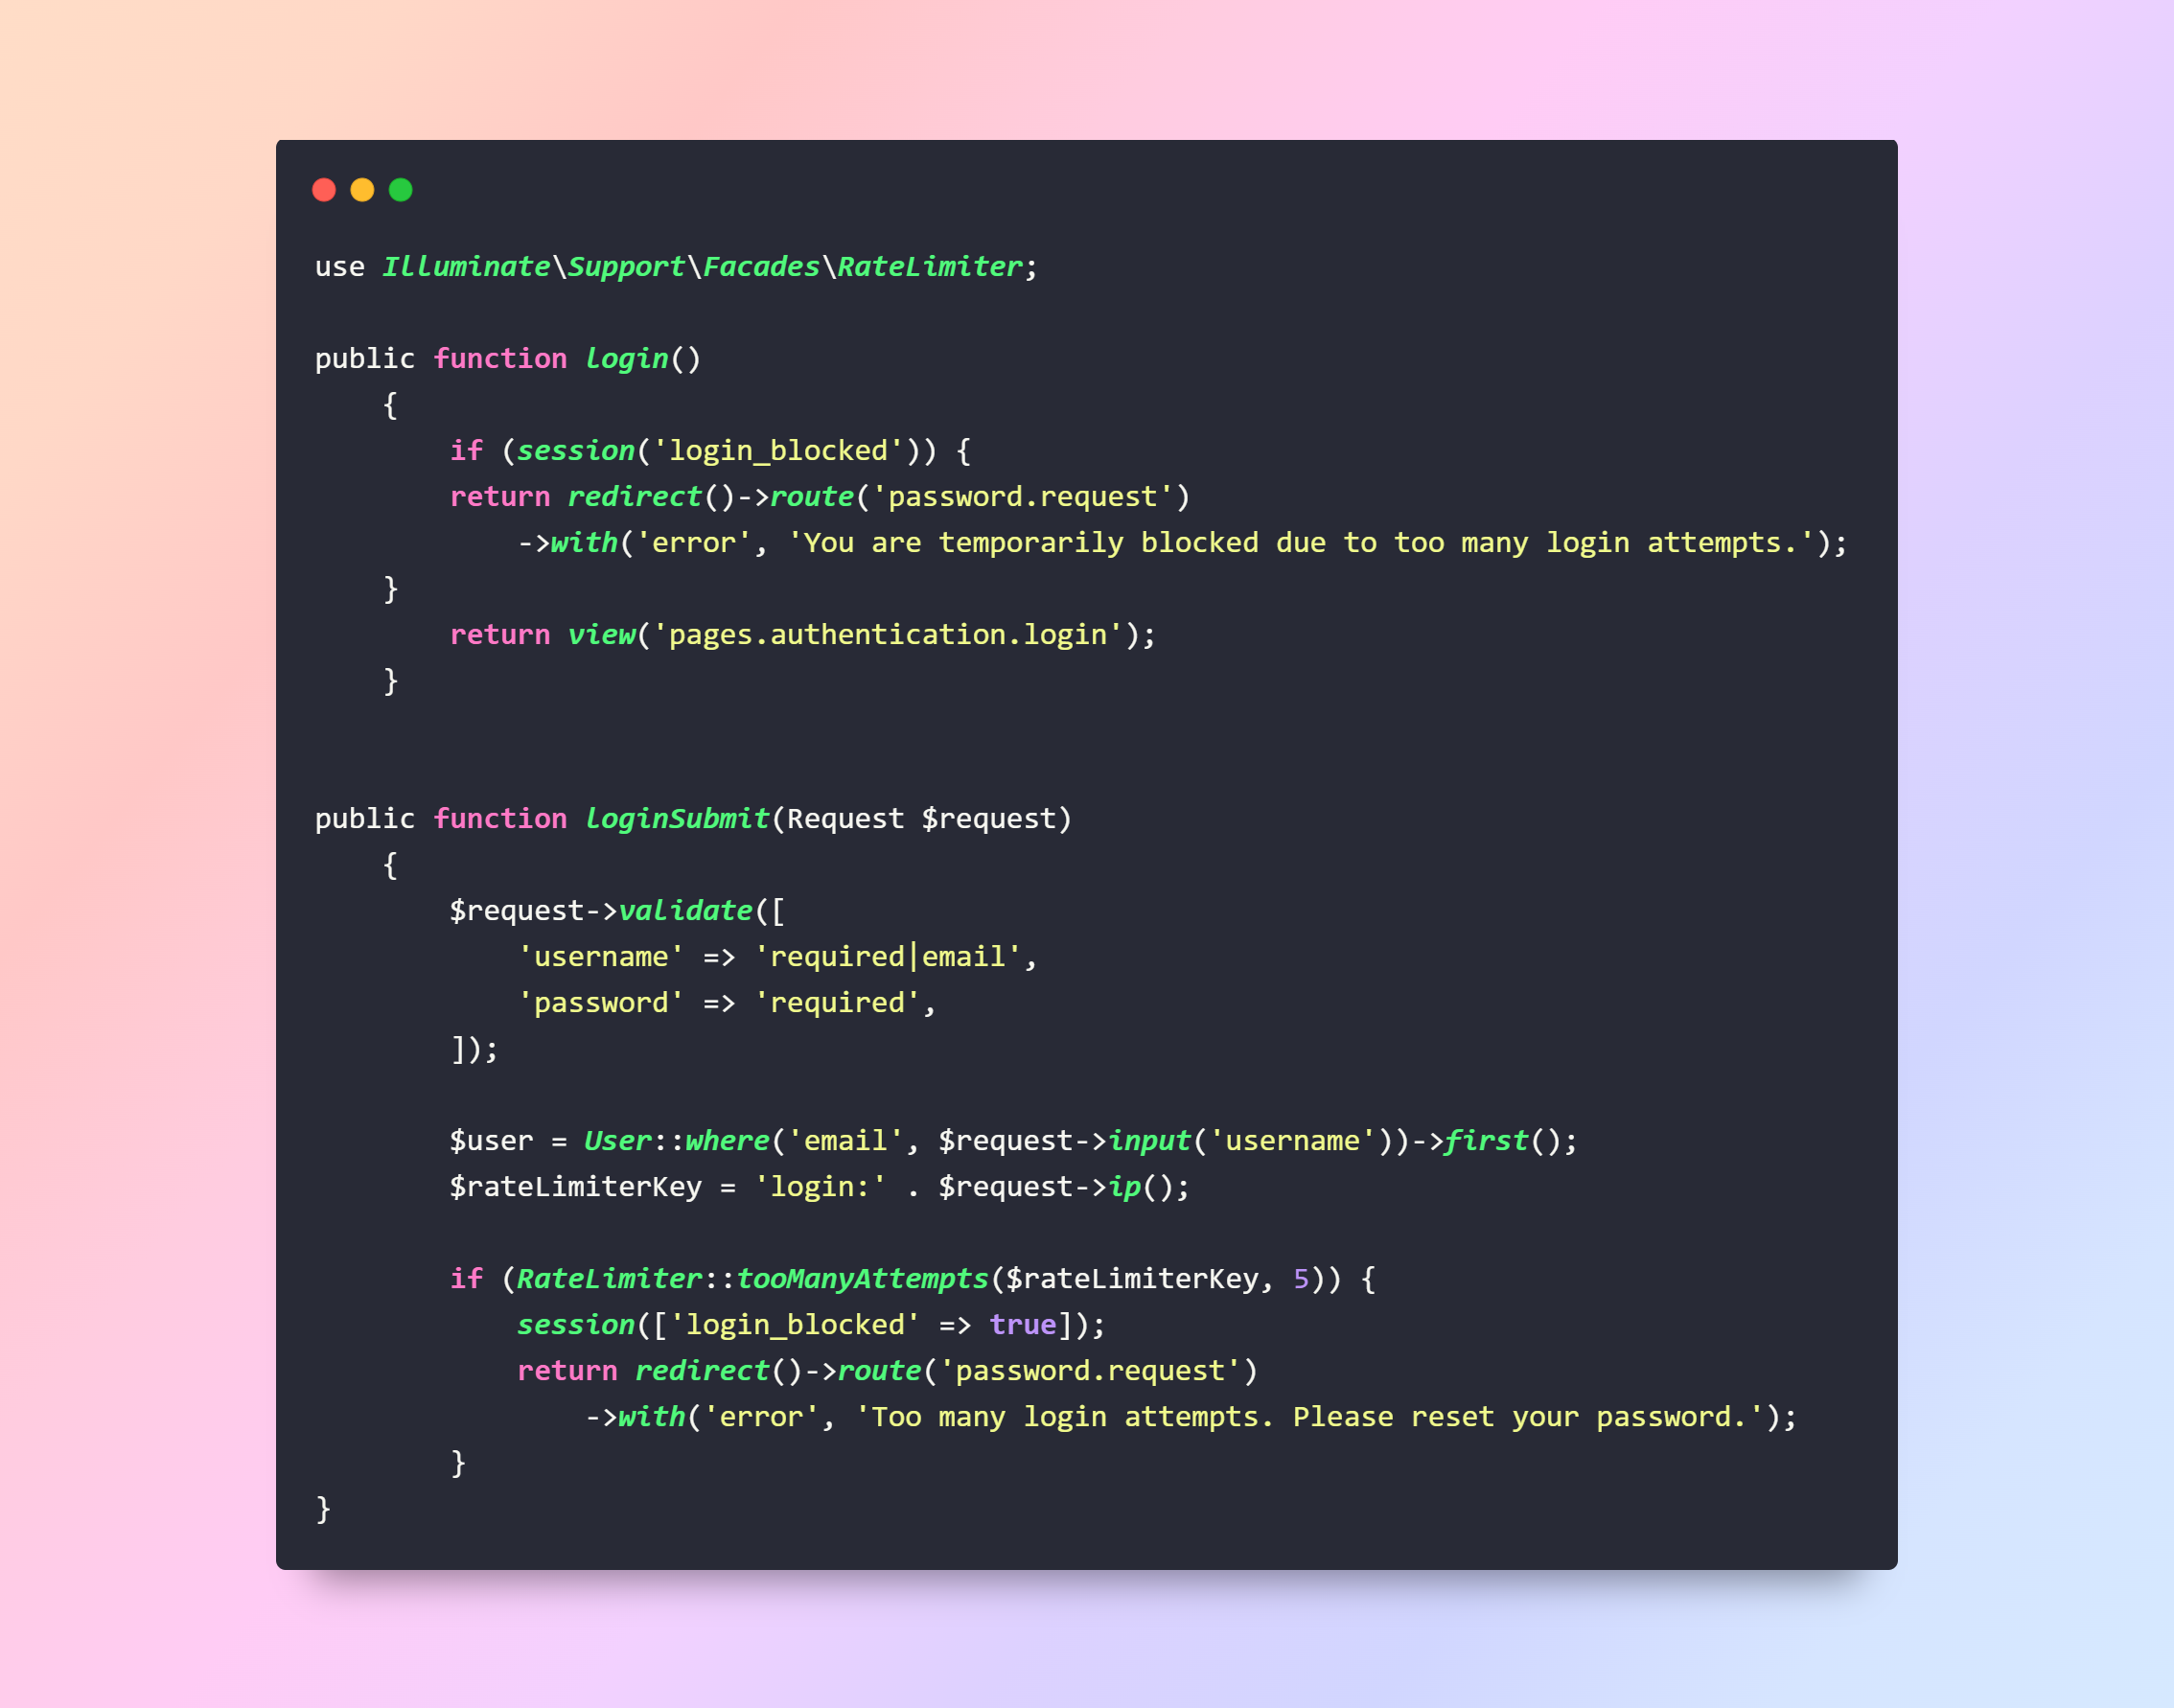 use Illuminate\Support\Facades\RateLimiter;
public function login()
    {
        if (session('login_blocked')) {
        return redirect()->route('password.request')
            ->with('error', 'You are temporarily blocked due to too many login attempts.');
    }
        return view('pages.authentication.login');
    }
public function loginSubmit(Request $request)
    {
        $request->validate([
            'username' => 'required|email',
            'password' => 'required',
        ]);
        $user = User::where('email', $request->input('username'))->first();
        $rateLimiterKey = 'login:' . $request->ip();
        if (RateLimiter::tooManyAttempts($rateLimiterKey, 5)) {
            session(['login_blocked' => true]);
            return redirect()->route('password.request')
                ->with('error', 'Too many login attempts. Please reset your password.');
        }
}